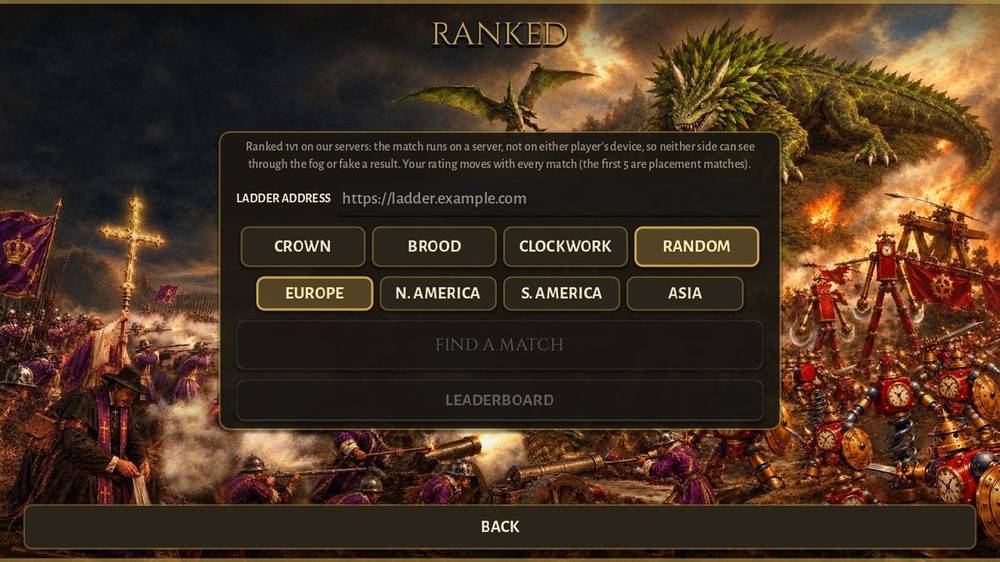 RANKED
Ranked 1v1 on our servers: the match runs on a server, not on either player's device, so neither side can see
through the fog or fake a result. Your rating moves with every match (the first 5 are placement matches).
LADDER ADDRESS https://ladder.example.com
CROWN BROOD CLOCKWORK RANDOM
EUROPE N. AMERICA S. AMERICA ASIA
FIND A MATCH
LEADERBOARD
BACK